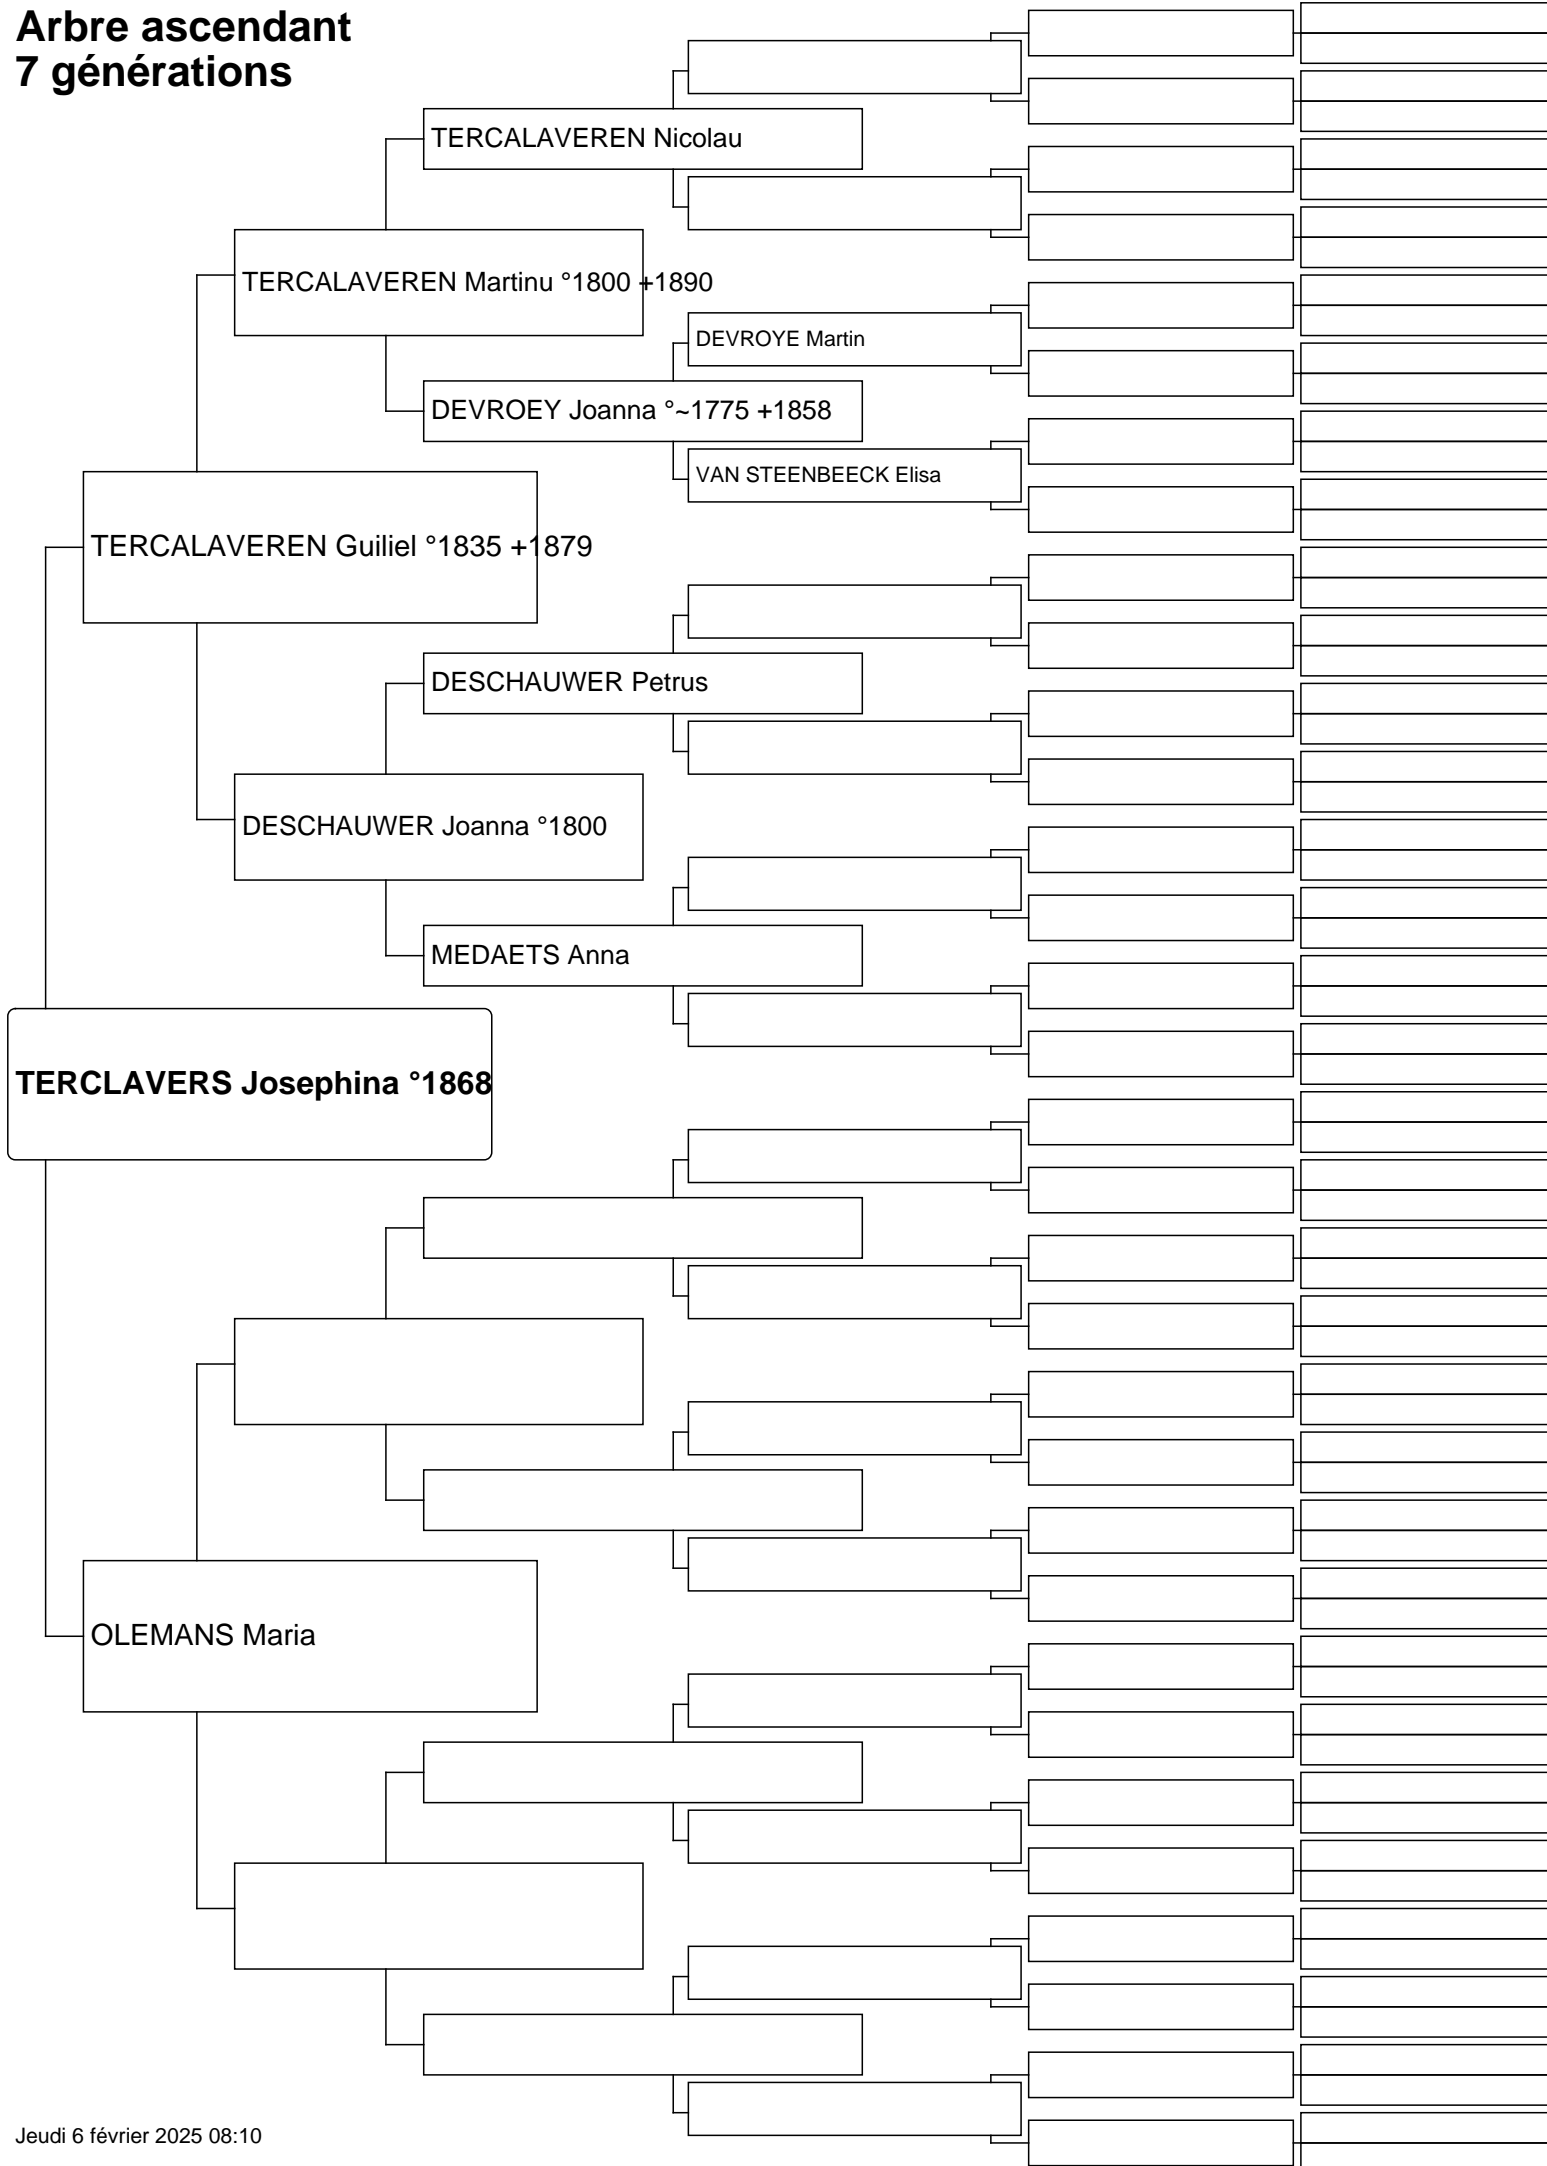 Arbre ascendant
7 générations
TERCALAVEREN Nicolau
TERCALAVEREN Martinu °1800 +1890
DEVROYE Martin
DEVROEY Joanna °~1775 +1858
VAN STEENBEECK Elisa
TERCALAVEREN Guiliel °1835 +1879
DESCHAUWER Petrus
DESCHAUWER Joanna °1800
MEDAETS Anna
TERCLAVERS Josephina °1868
OLEMANS Maria
Jeudi 6 février 2025 08:10